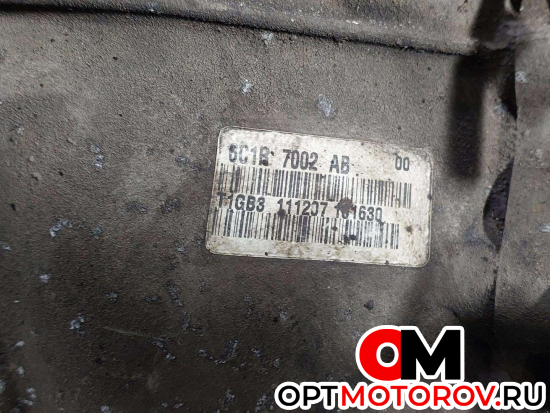 6C1R 7002 AB 00
T1GB3 111207
OM
OPTMOTOROV.RU